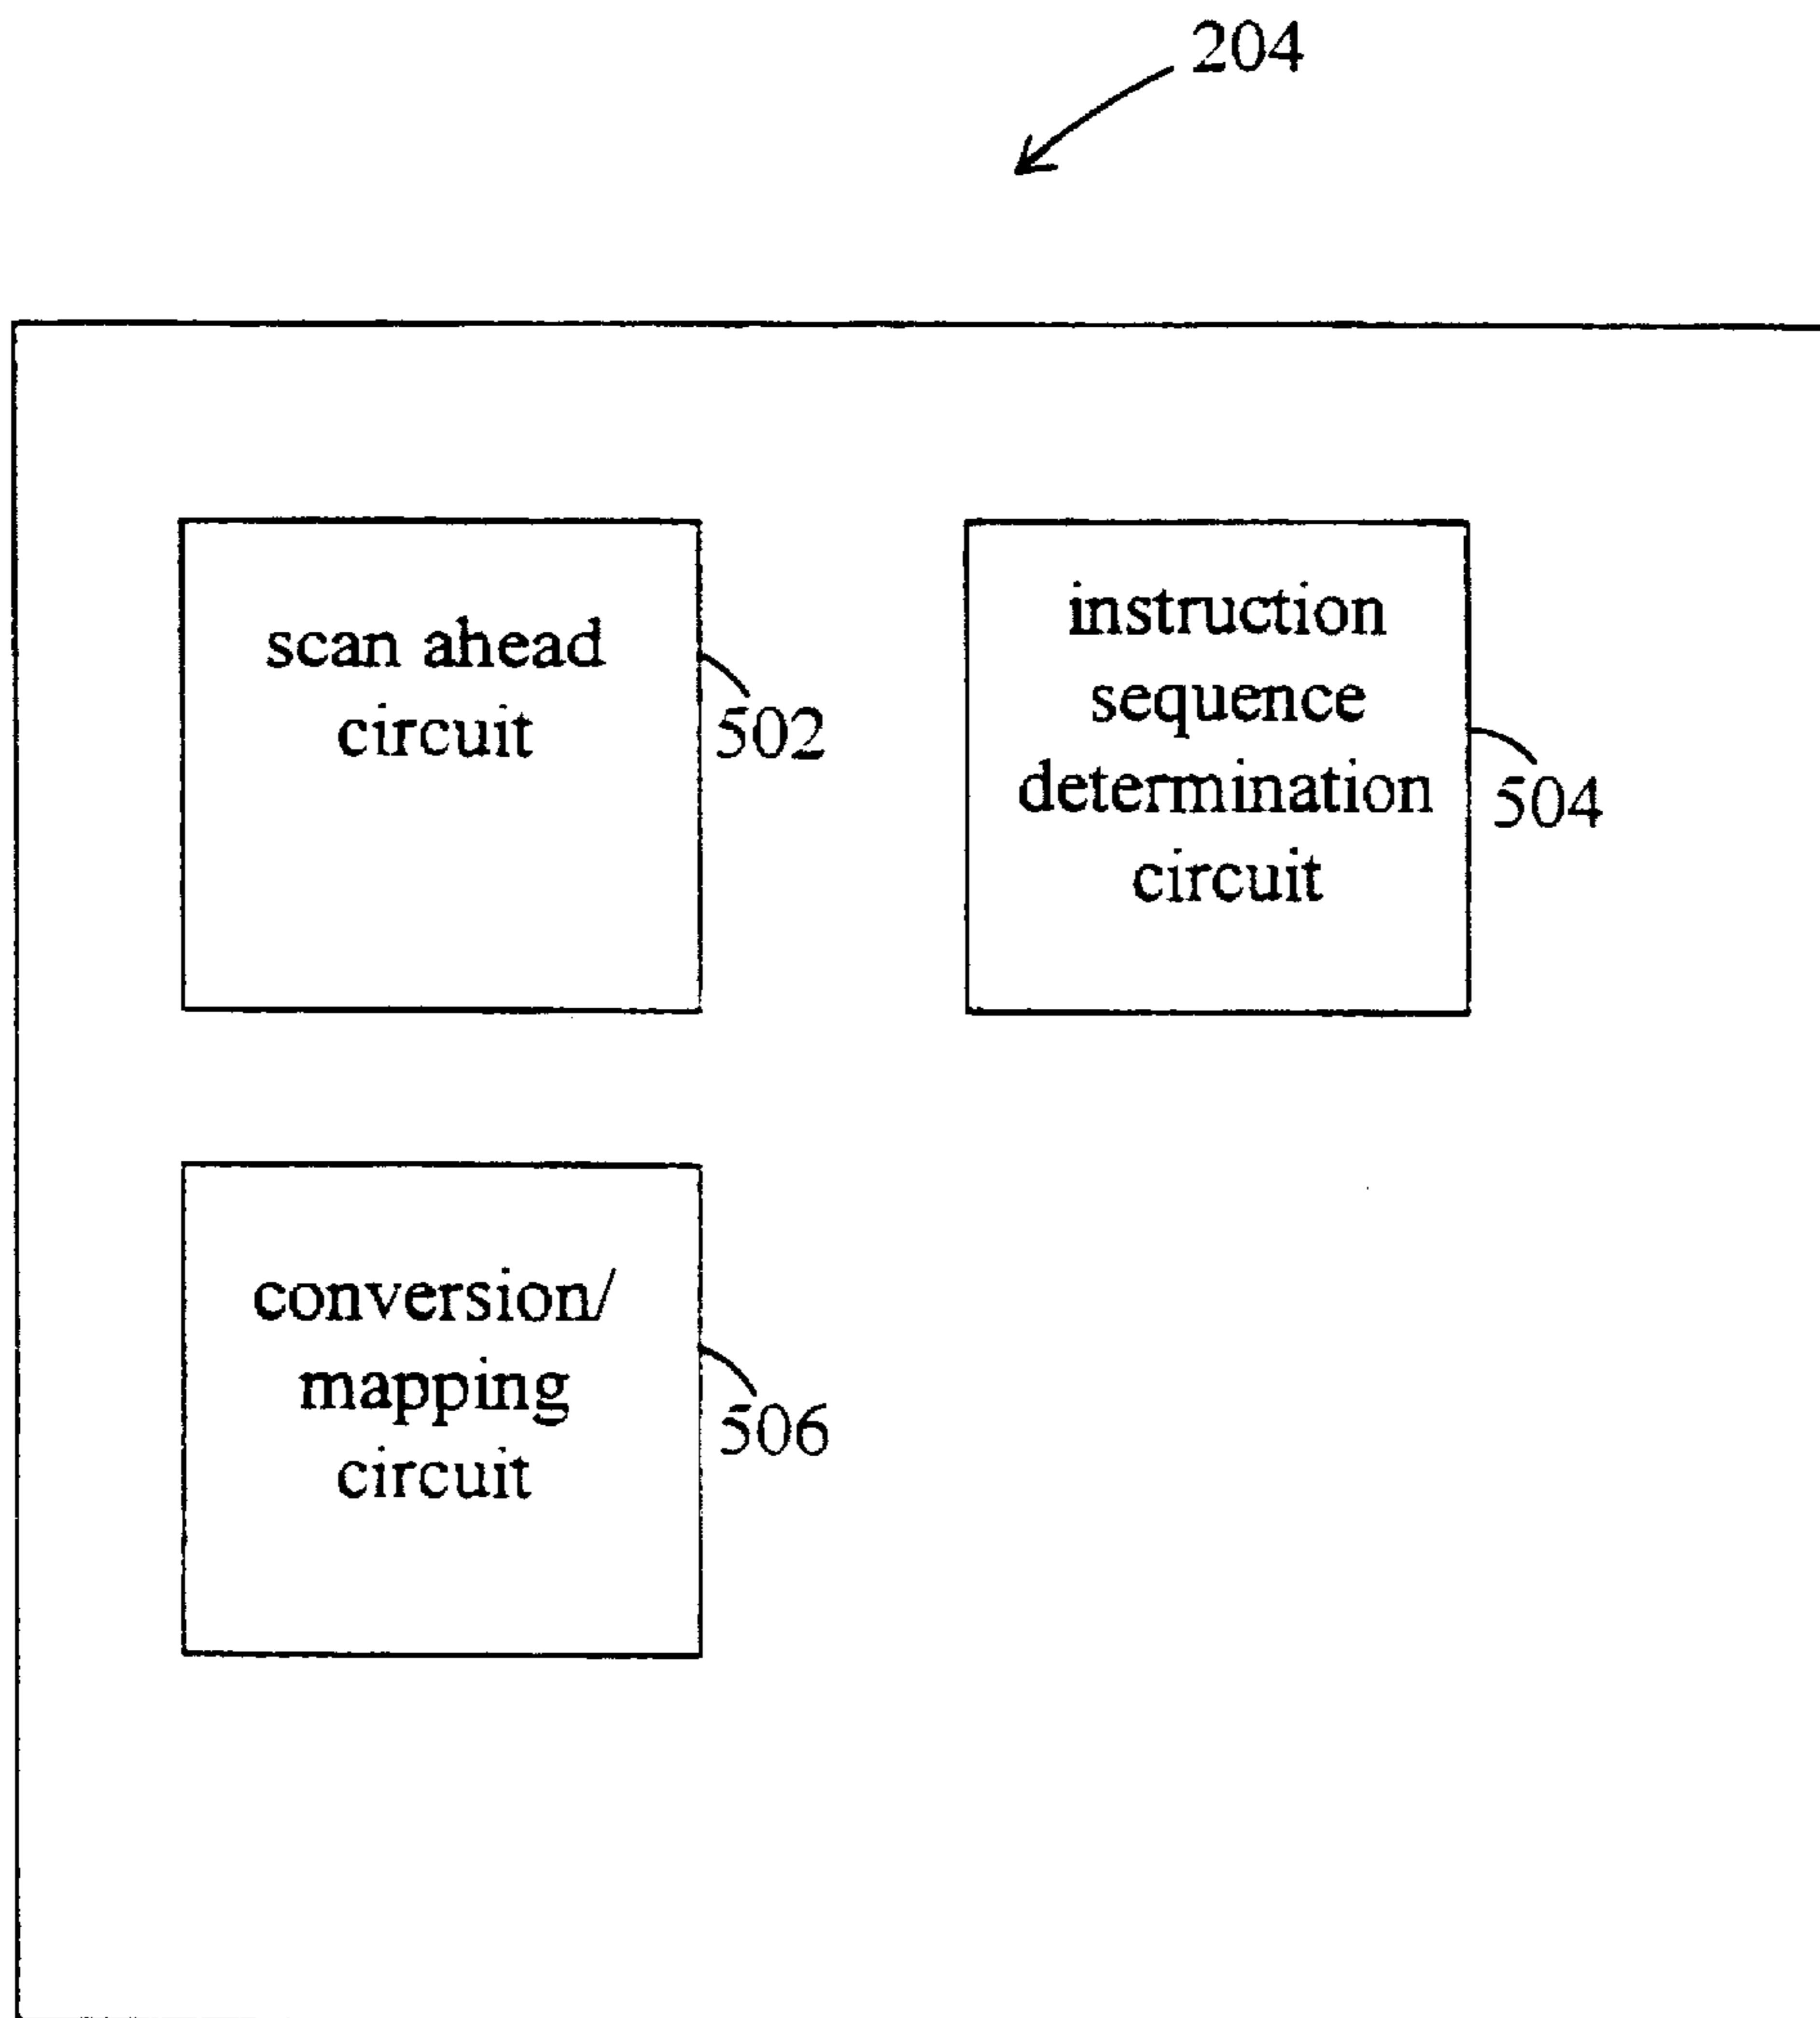 204
scan ahead
circuit
502
instruction
sequence
determination
circuit
504
conversion/
mapping
circuit
506